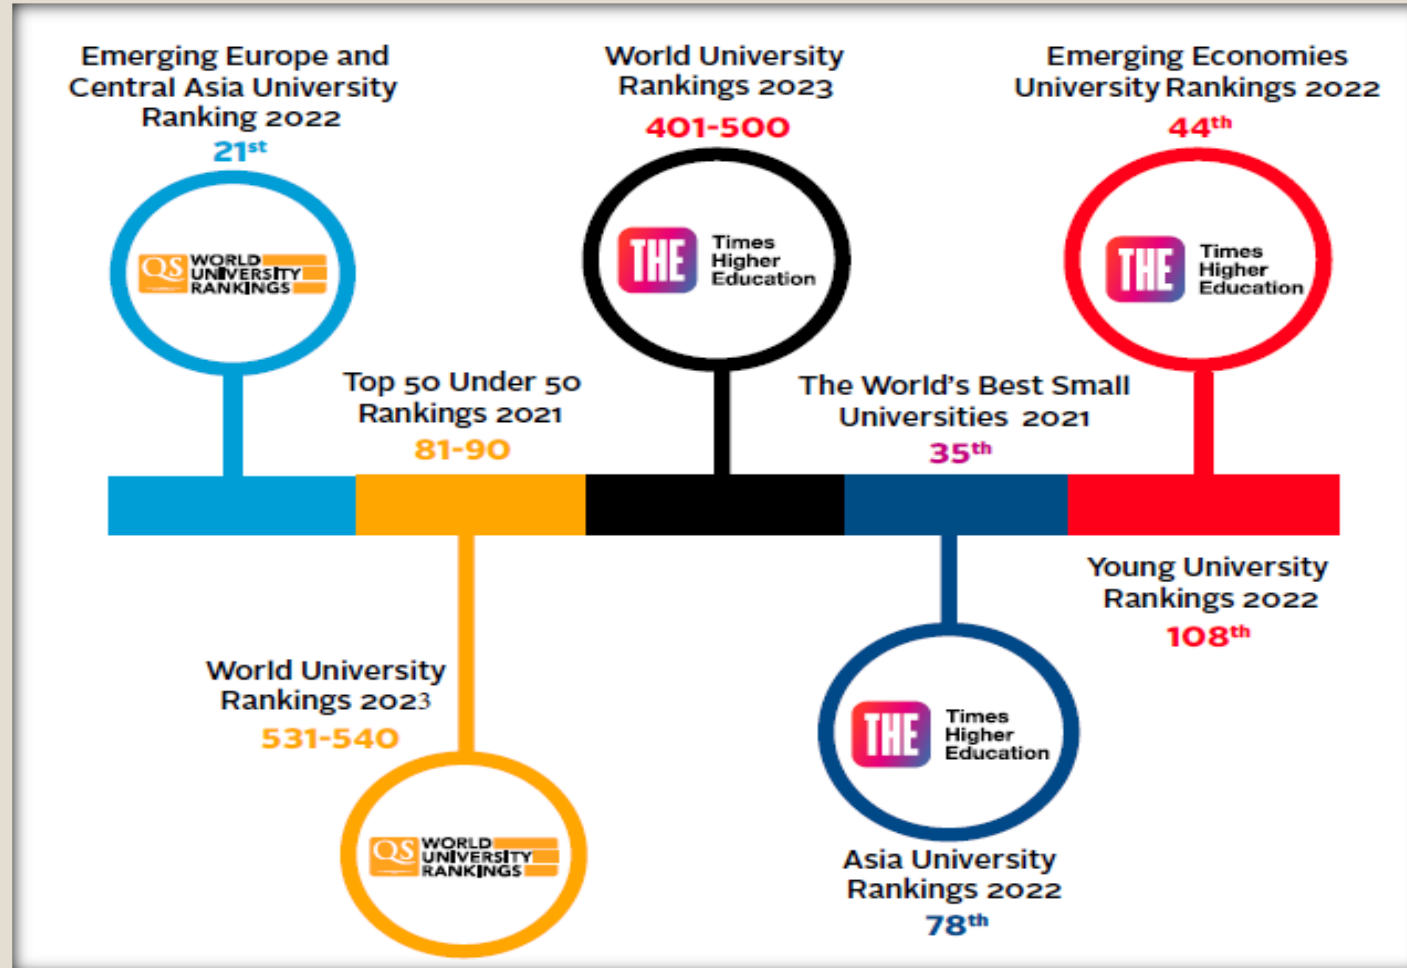 Emerging Europe and
Central Asia University
Ranking 2022
21st
QS WORLD
UNIVERSITY
RANKINGS
World University
Rankings 2023
401-500
THE Times
Higher
Education
Emerging Economies
University Rankings 2022
44th
THE Times
Higher
Education
Top 50 Under 50
Rankings 2021
81-90
The World's Best Small
Universities 2021
35th
World University
Rankings 2023
531-540
QS WORLD
UNIVERSITY
RANKINGS
THE Times
Higher
Education
Asia University
Rankings 2022
78th
Young University
Rankings 2022
108th